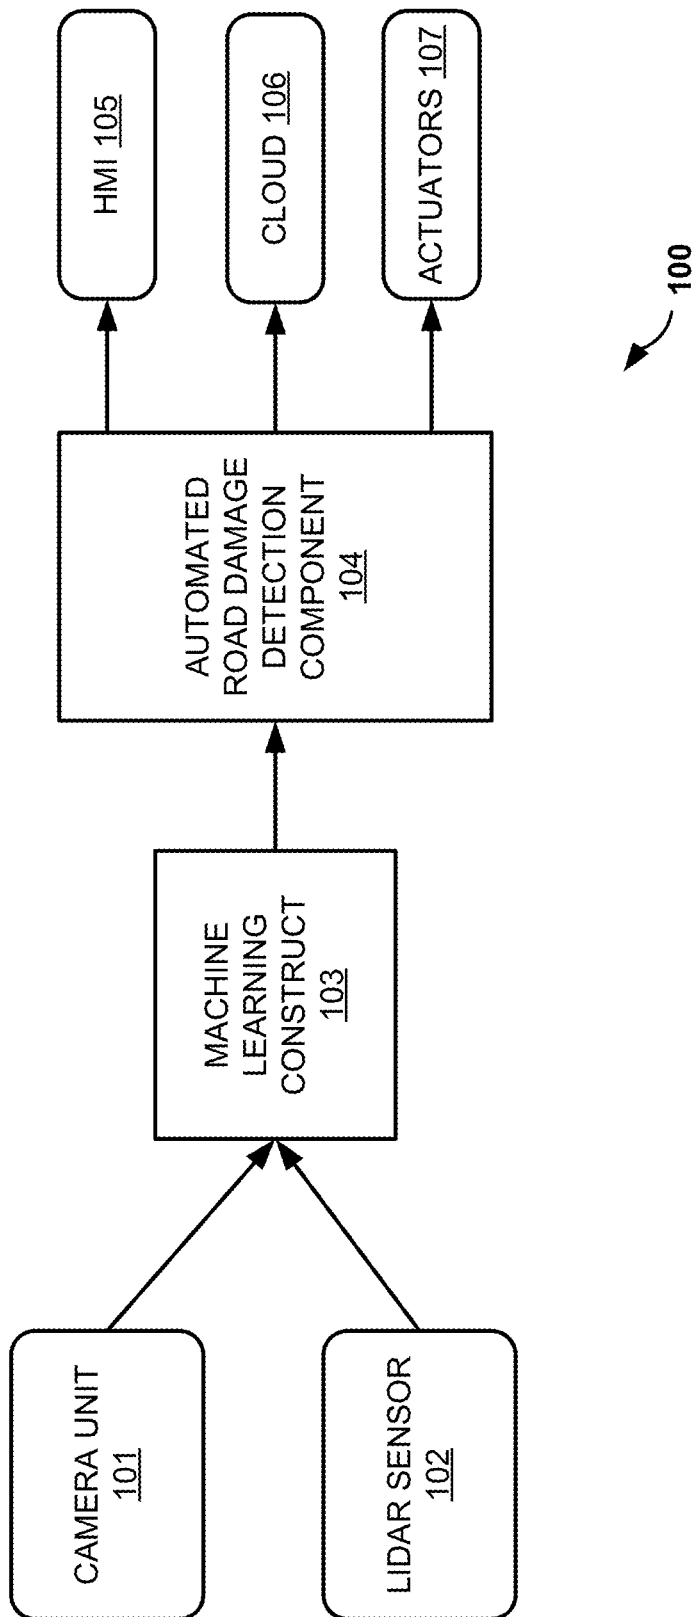 CAMERA UNIT
101
LIDAR SENSOR
102
MACHINE
LEARNING
CONSTRUCT
103
AUTOMATED
ROAD DAMAGE
DETECTION
COMPONENT
104
HMI 105
CLOUD 106
ACTUATORS 107
100